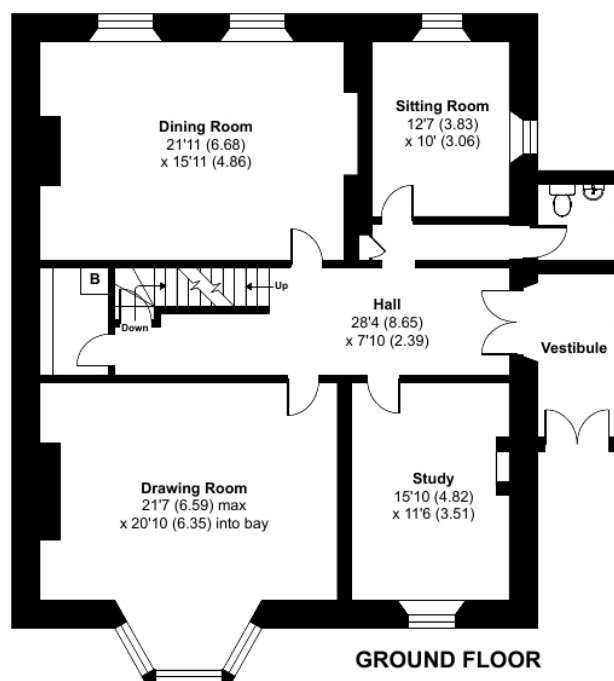 Dining Room
21'11 (6.68)
x 15'11 (4.86)
Sitting Room
12'7 (3.83)
x 10' (3.06)
B
Up
Down
Hall
28'4 (8.65)
x 7'10 (2.39)
Vestibule
Drawing Room
21'7 (6.59) max
x 20'10 (6.35) into bay
Study
15'10 (4.82)
x 11'6 (3.51)
GROUND FLOOR